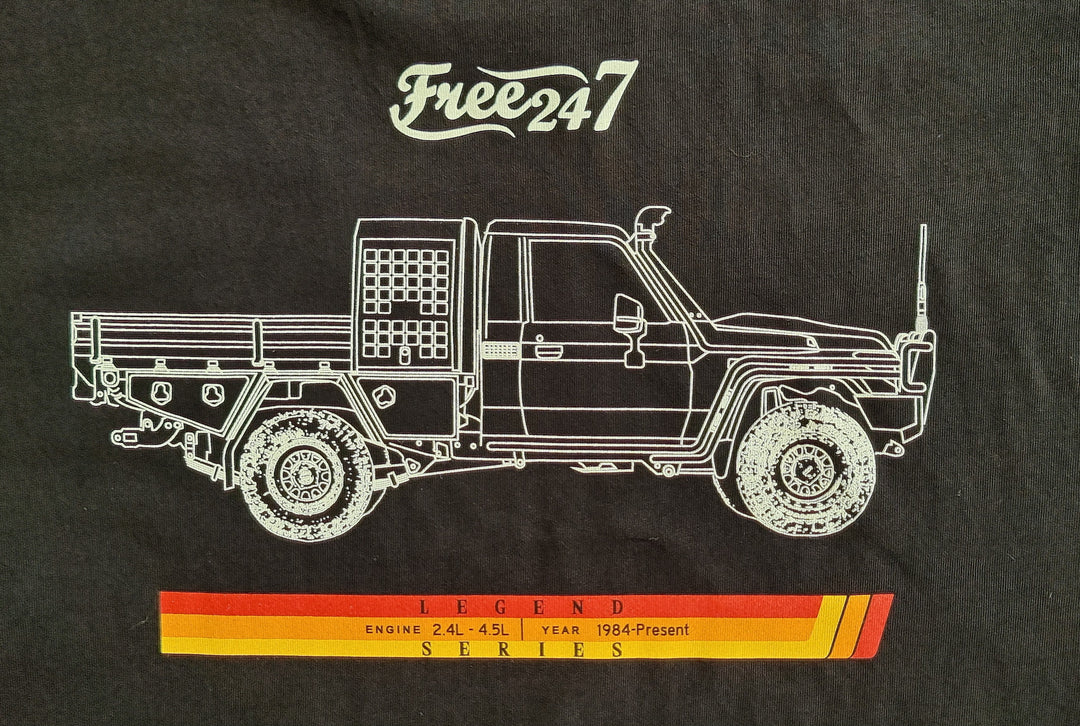 Free247
LEGEND
ENGINE 2.4L - 4.5L | YEAR 1984-Present
SERIES